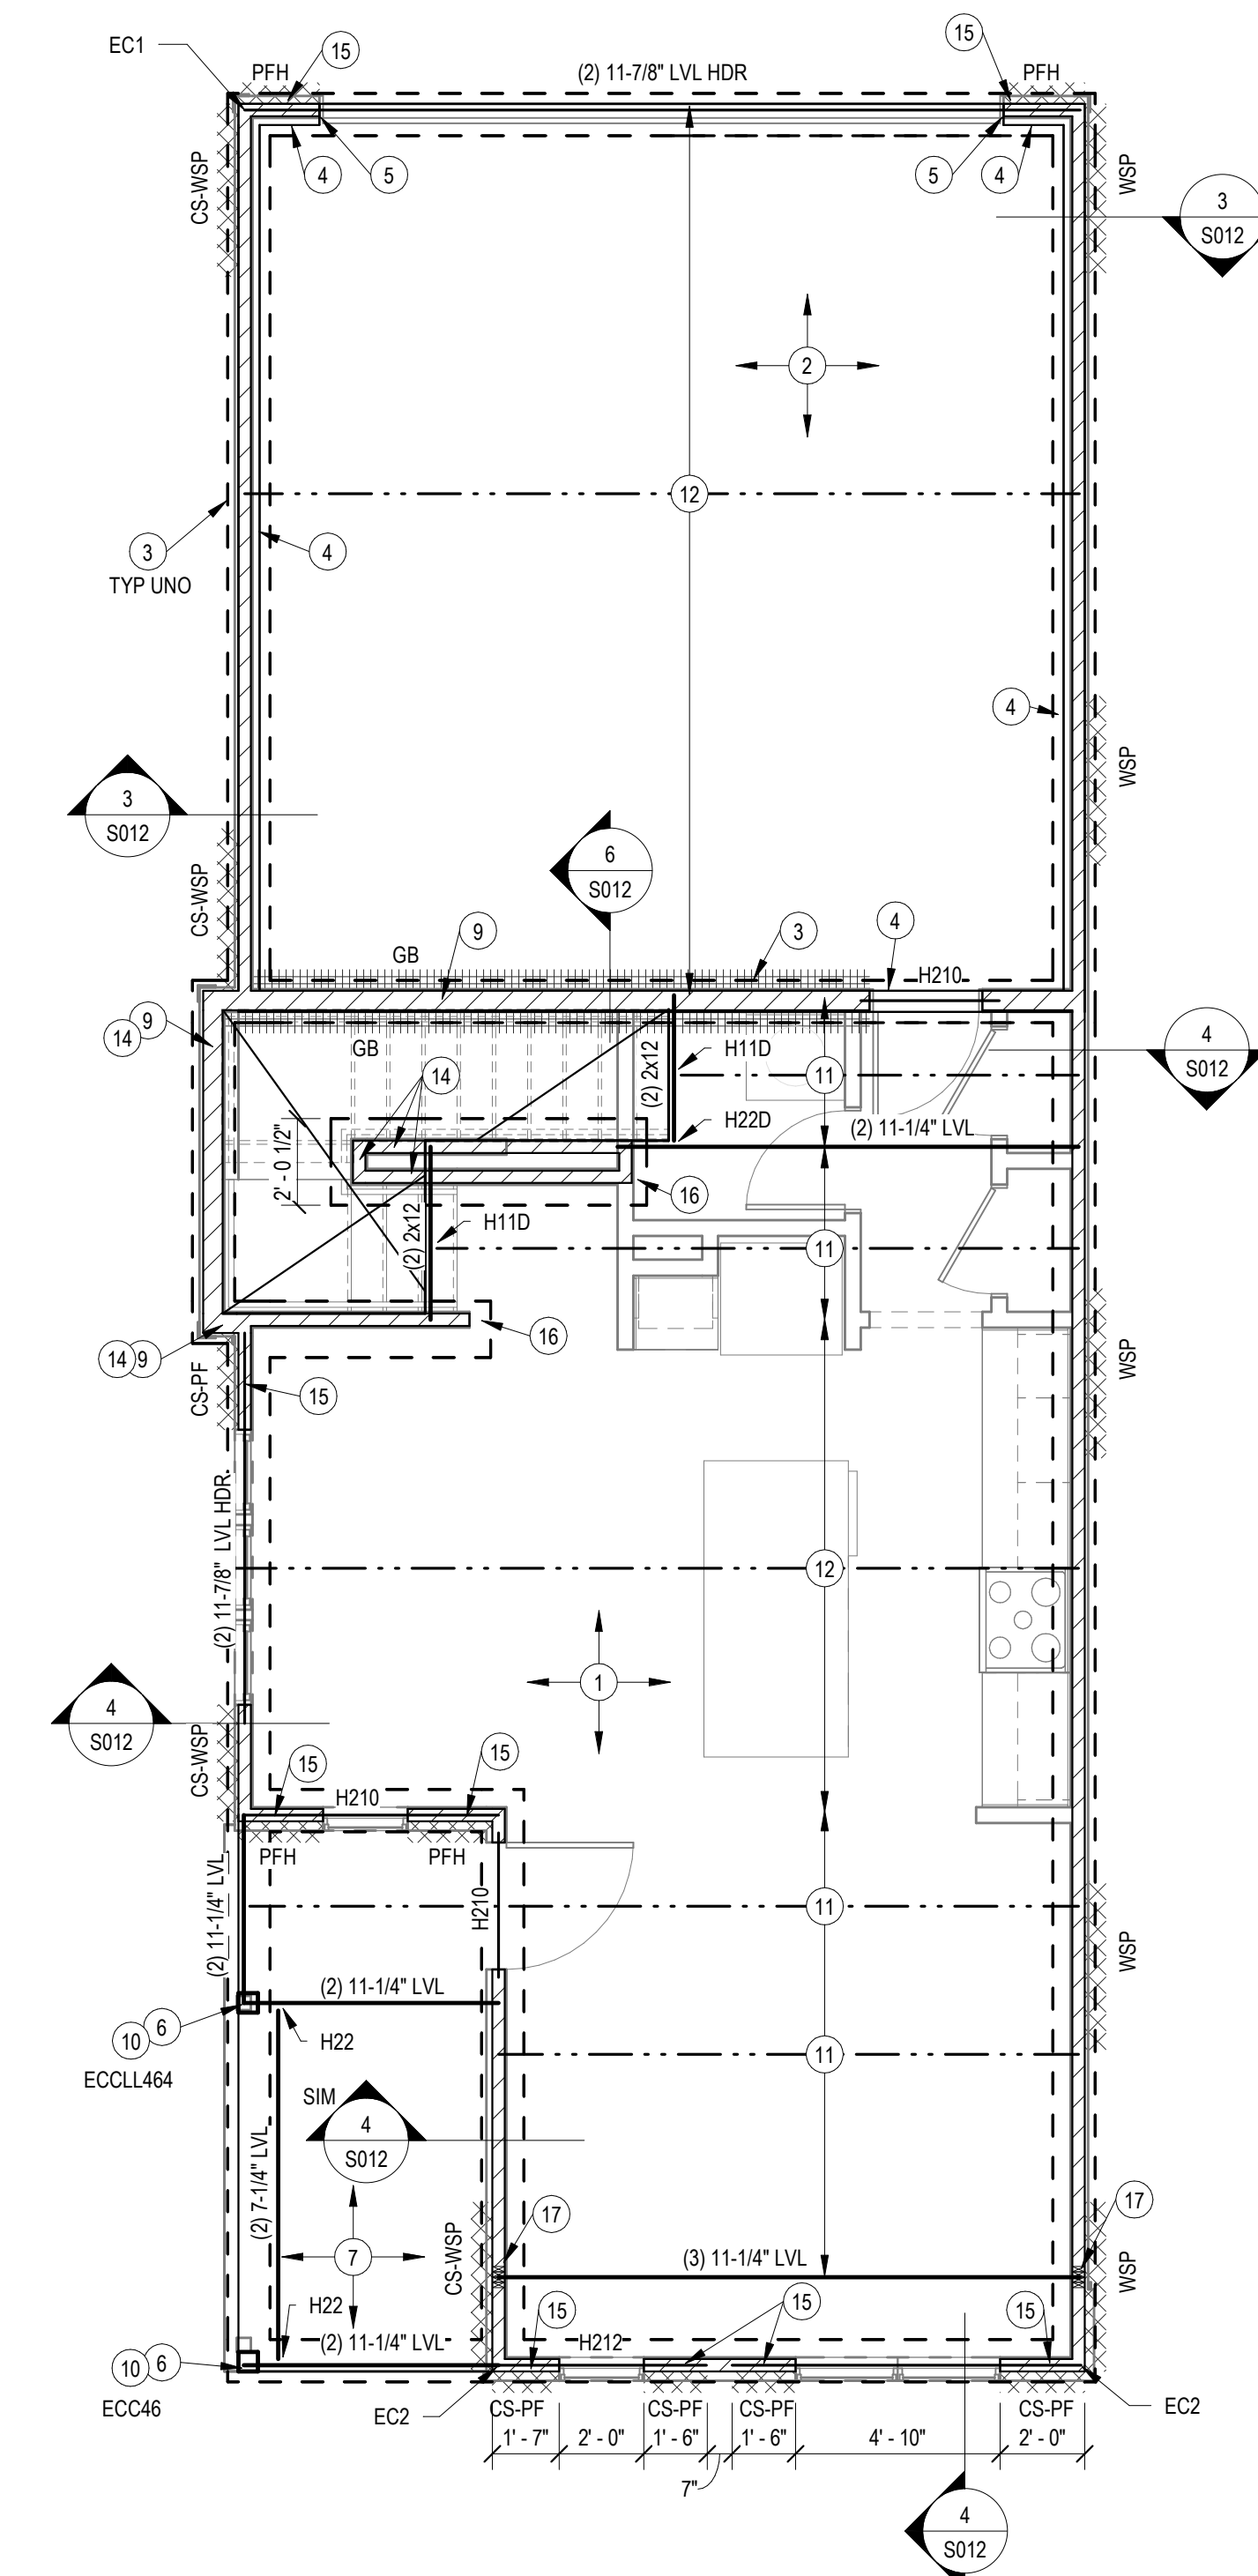 EC1
15
PFH
(2) 11-7/8" LVL HDR
15
PFH
CS-WSP
4
5
5
4
WSP
3
S012
2
12
3
TYP UNO
4
4
WSP
3
S012
6
S012
CS-WSP
GB
9
3
4
H210
9
14
GB
14
(2) 2x12
H11D
11
4
S012
H22D
(2) 11-1/4" LVL
2' - 0 1/2"
16
(2) 2x12
H11D
11
16
14
9
CS-PF
15
WSP
(2) 11-7/8" LVL HDR
12
1
4
S012
CS-WSP
15
H210
15
PFH
PFH
(2) 11-1/4" LVL
H210
11
WSP
(2) 11-1/4" LVL
10
6
H22
ECCLL464
11
SIM
4
S012
(2) 7-1/4" LVL
7
CS-WSP
17
17
(3) 11-1/4" LVL
WSP
H22
(2) 11-1/4" LVL
15
H212
15
15
10
6
ECC46
EC2
CS-PF
CS-PF
CS-PF
CS-PF
EC2
1' - 7"
2' - 0"
1' - 6"
1' - 6"
4' - 10"
2' - 0"
7"
4
S012